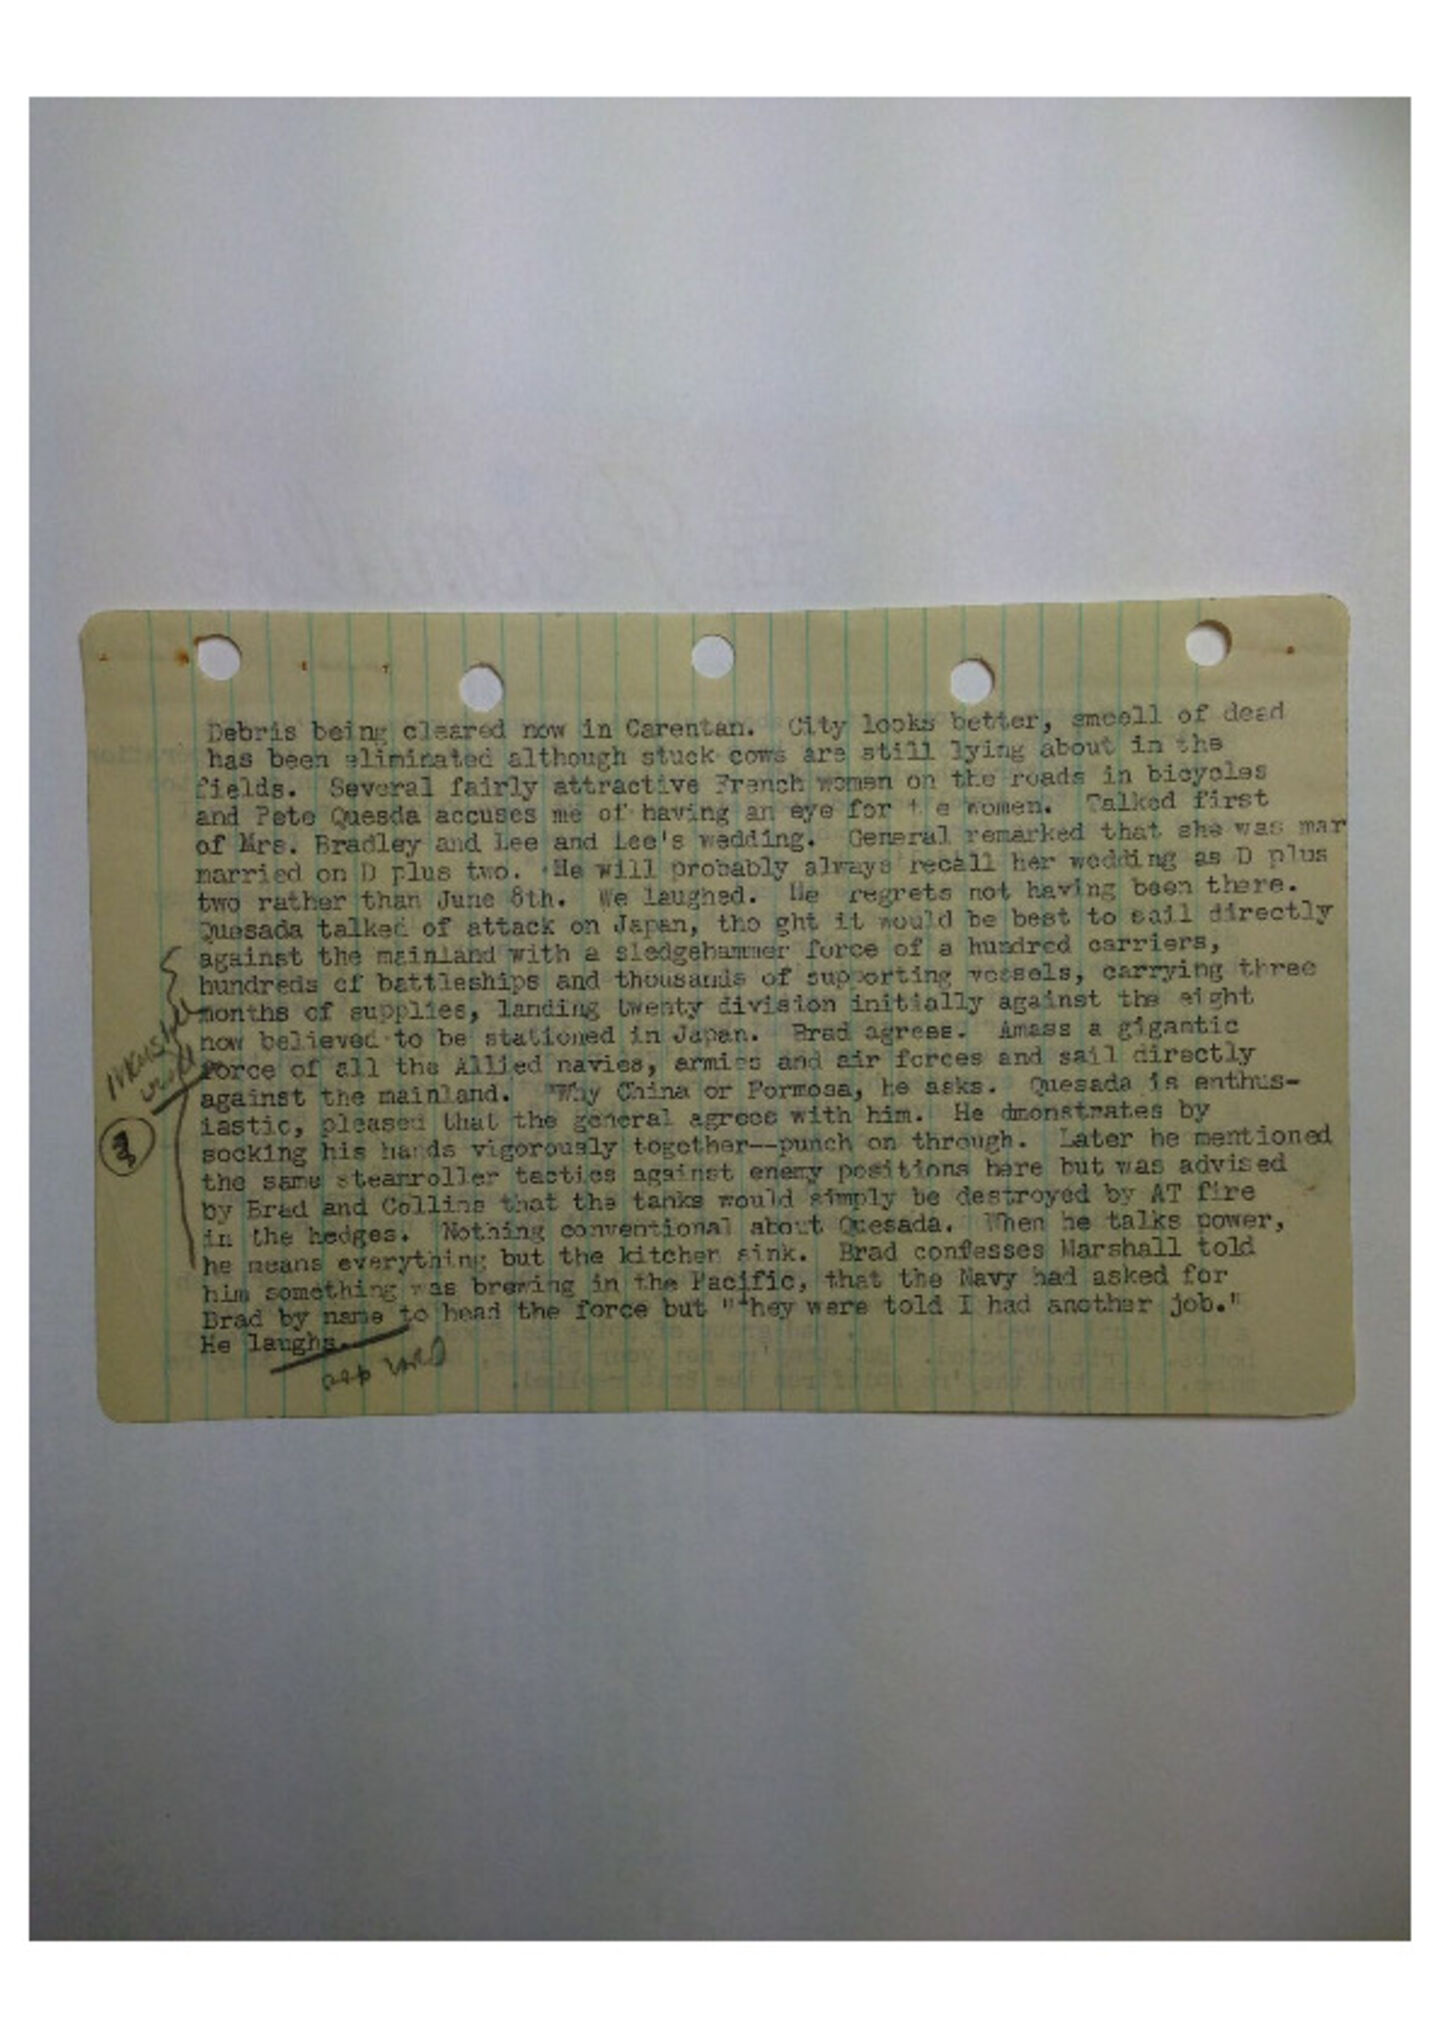 Debris being cleared now in Carentan. City looks better, smeell of dead
has been eliminated although stuck cows are still lying about in the
fields. Several fairly attractive French women on the roads in bicycles
and Pete Quesda accuses me of having an eye for t e women. Talked first
of Mrs. Bradley and Lee and Lee's wedding. General remarked that she was mar
married on D plus two. He will probably always recall her wedding as D plus
two rather than June 8th. We laughed. He regrets not having been there.
Quesada talked of attack on Japan, tho ght it would be best to sail directly
against the mainland with a sledgehammer force of a hundred carriers,
hundreds of battleships and thousands of supporting vessels, carrying three
months of supplies, landing twenty division initially against the eight
now believed to be stationed in Japan. Brad agrees. Amass a gigantic
force of all the Allied navies, armies and air forces and sail directly
against the mainland. "Why China or Formosa, he asks. Quesada is enthus-
iastic, pleased that the general agrees with him. He dmonstrates by
socking his hands vigorously together--punch on through. Later he mentioned
the same steanroller tactics against enemy positions here but was advised
by Brad and Collins that the tanks would simply be destroyed by AT fire
in the hedges. Nothing conventional about Quesada. When he talks power,
he means everything but the kitcher sink. Brad confesses Marshall told
him something was brewing in the Pacific, that the Navy had asked for
Brad by name to head the force but "they were told I had another job."
He laughs.